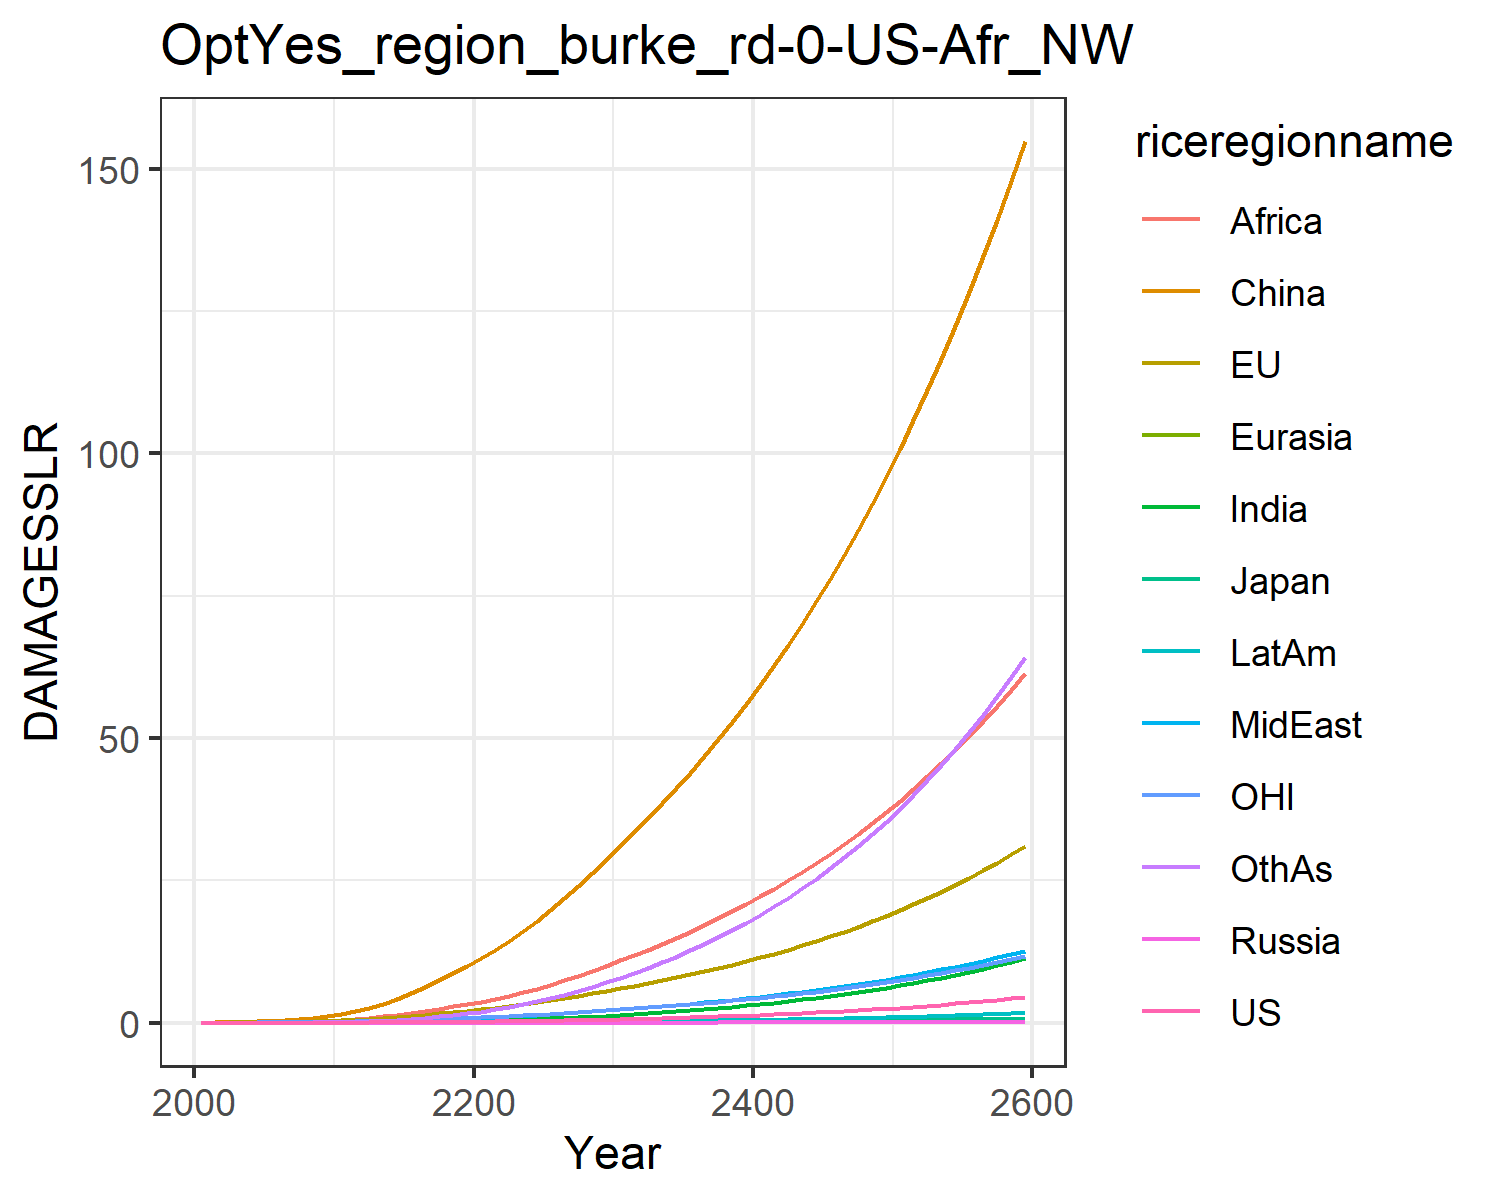 OptYes_region_burke_rd-0-US-Afr_NW
DAMAGESSLR
150
100
50
0
2000
2200
2400
2600
Year
riceregionname
Africa
China
EU
Eurasia
India
Japan
LatAm
MidEast
OHI
OthAs
Russia
US